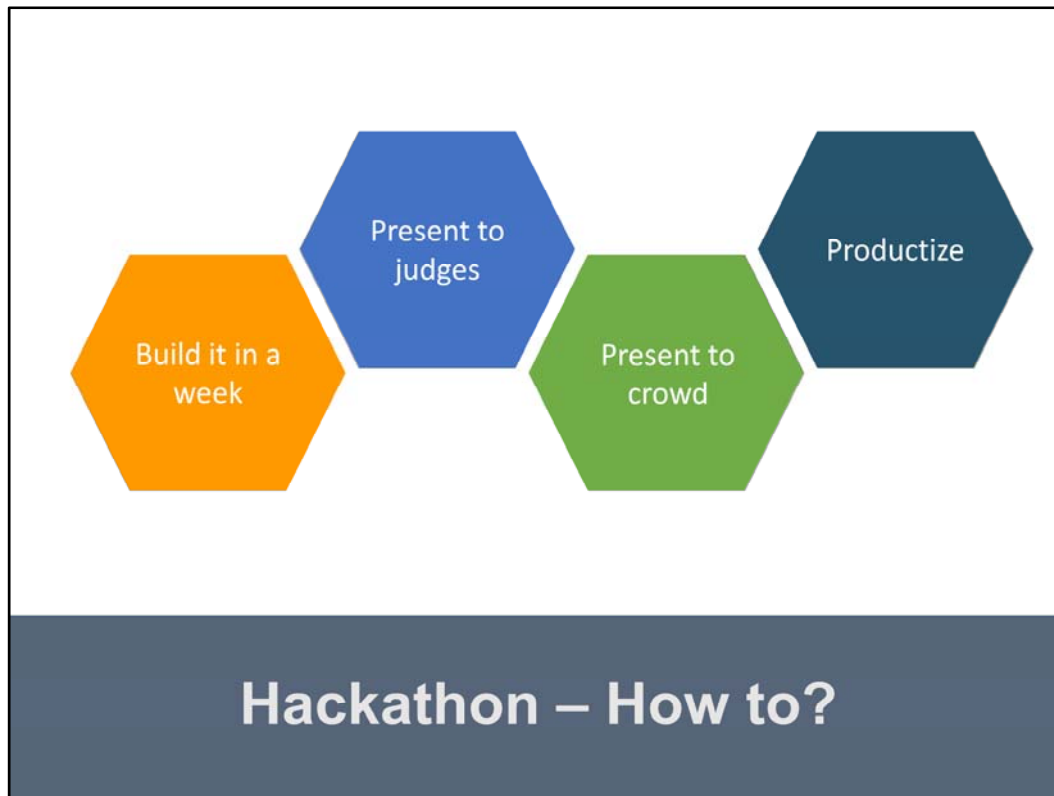 Build it in a
week
Present to
judges
Present to
crowd
Productize
Hackathon – How to?